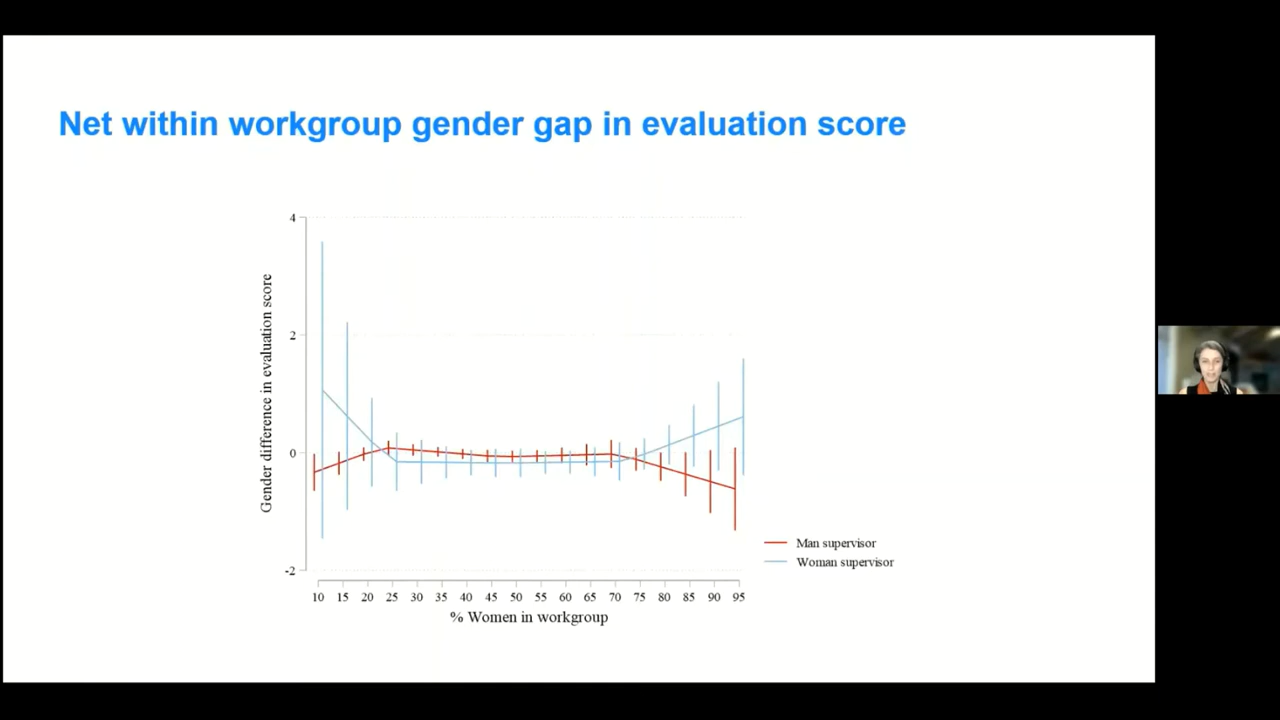 Net within workgroup gender gap in evaluation score
4
2
0
-2
Gender difference in evaluation score
10 15 20 25 30 35 40 45 50 55 60 65 70 75 80 85 90 95
% Women in workgroup
Man supervisor
Woman supervisor